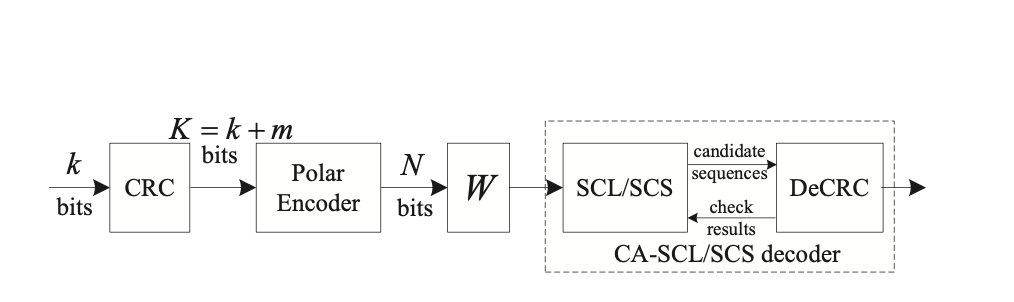 k
bits
CRC
K = k + m
bits
Polar
Encoder
N
bits
W
SCL/SCS
candidate
sequences
check
results
DeCRC
CA-SCL/SCS decoder